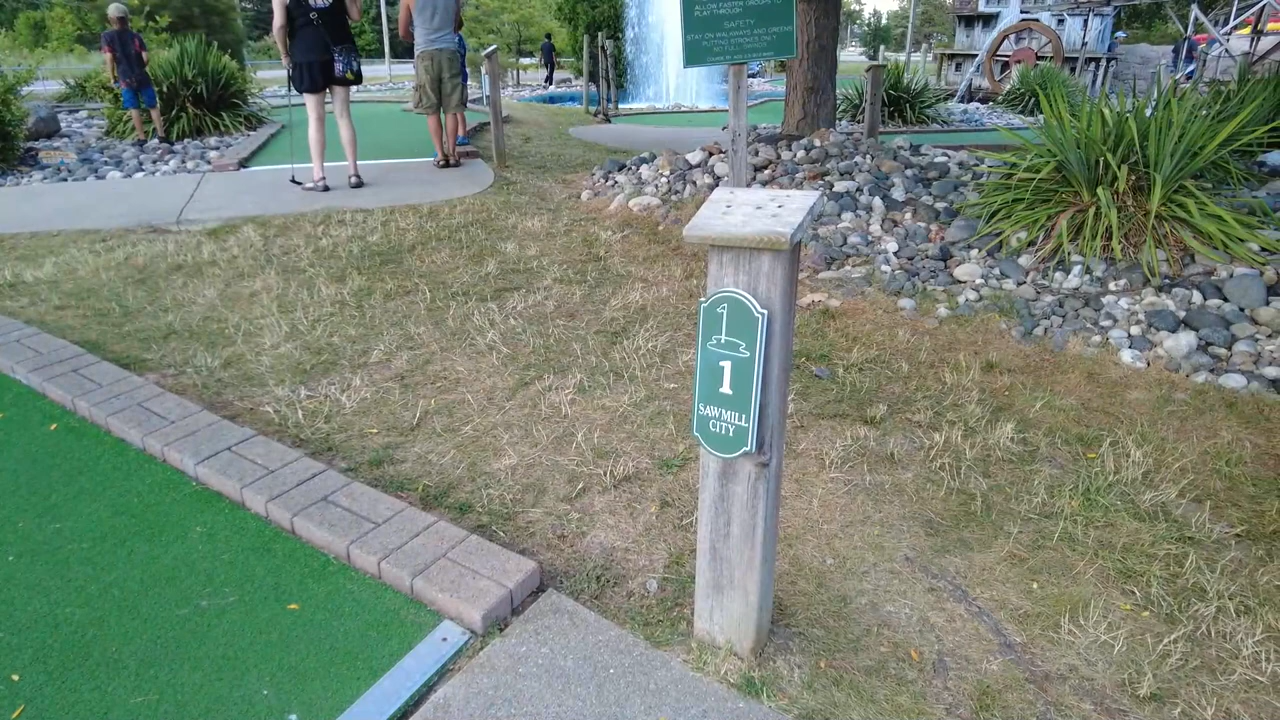 ALLOW FASTER GROUPS TO
PLAY THROUGH
SAFETY
STAY ON WALKWAYS AND GREENS
PUTTING STROKES ONLY
NO FULL SWINGS
1
SAWMILL
CITY